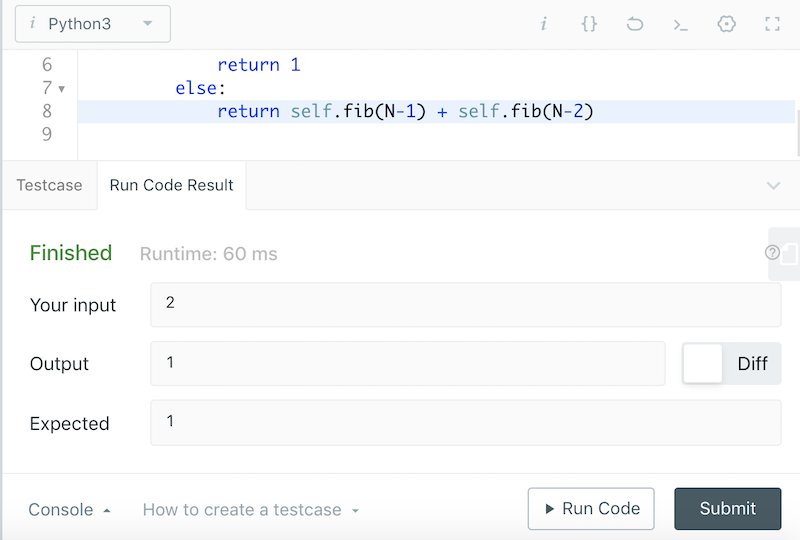 i Python3
i {} >_
6 return 1
7 else:
8 return self.fib(N-1) + self.fib(N-2)
9
Testcase Run Code Result
Finished Runtime: 60 ms ?
Your input 2
Output 1 Diff
Expected 1
Console How to create a testcase Run Code Submit